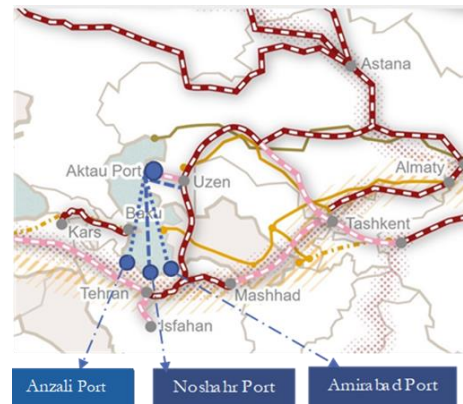 Astana
Almaty
Aktau Port
Uzen
Baku
Kars
Tashkent
Tehran
Mashhad
Isfahan
Anzali Port
Noshahr Port
Amirabad Port